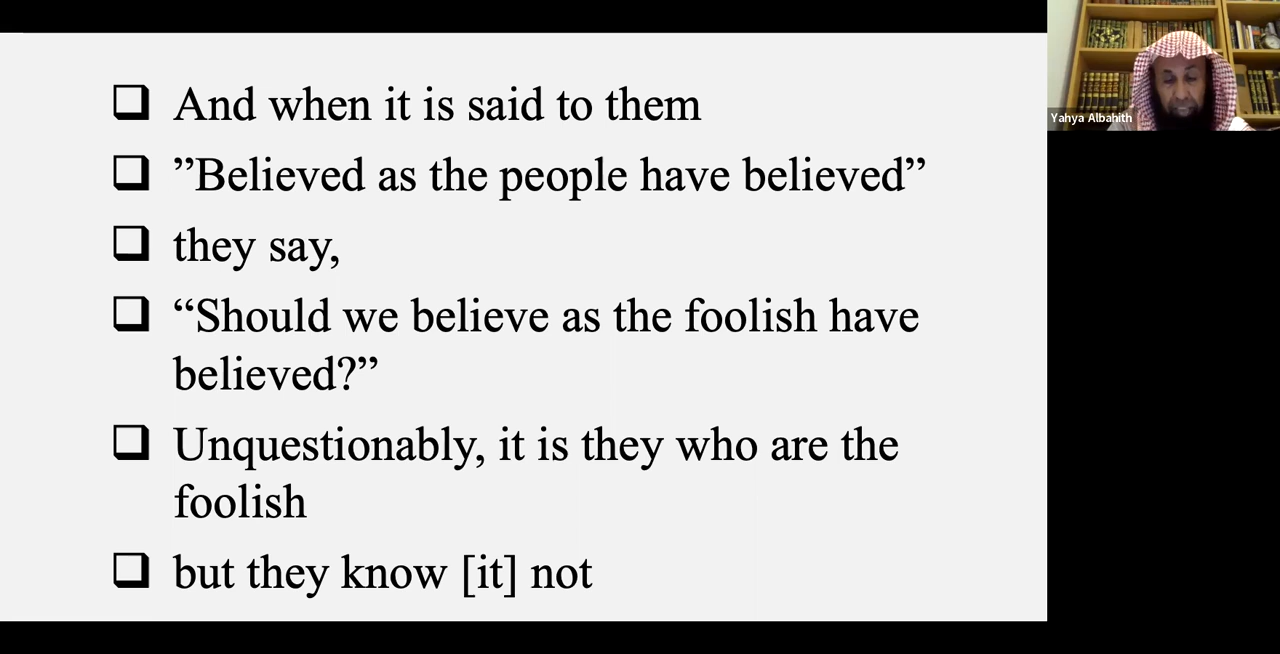 And when it is said to them
”Believed as the people have believed”
they say,
“Should we believe as the foolish have
believed?”
Unquestionably, it is they who are the
foolish
but they know [it] not
Yahya Albahith